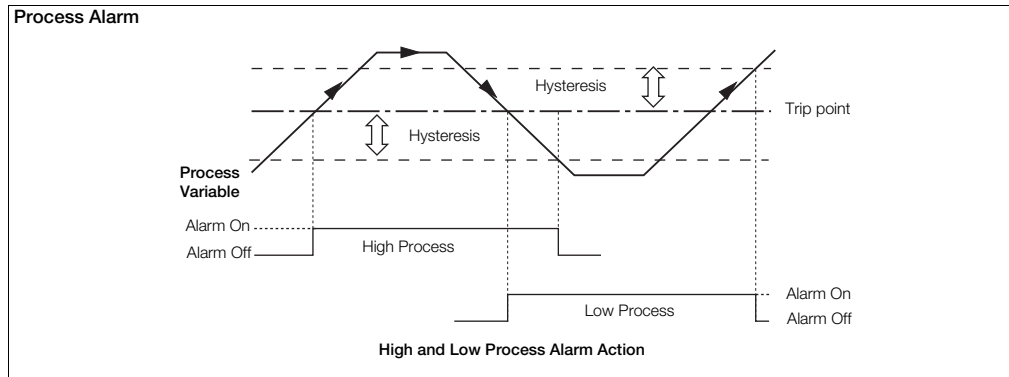 Process Alarm
Hysteresis
Trip point
Hysteresis
Process
Variable
Alarm On
High Process
Alarm Off
Alarm On
Low Process
Alarm Off
High and Low Process Alarm Action